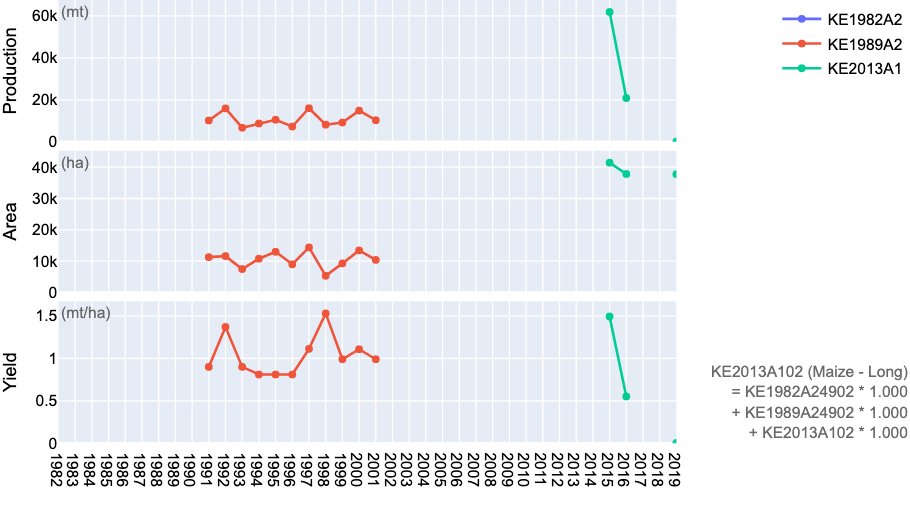 Production
(mt)
60k
40k
20k
0
Area
(ha)
40k
30k
20k
10k
0
Yield
(mt/ha)
1.5
1
0.5
0
1982
1983
1984
1985
1986
1987
1988
1989
1990
1991
1992
1993
1994
1995
1996
1997
1998
1999
2000
2001
2002
2003
2004
2005
2006
2007
2008
2009
2010
2011
2012
2013
2014
2015
2016
2017
2018
2019
KE1982A2
KE1989A2
KE2013A1
KE2013A102 (Maize - Long)
= KE1982A24902 * 1.000
+ KE1989A24902 * 1.000
+ KE2013A102 * 1.000